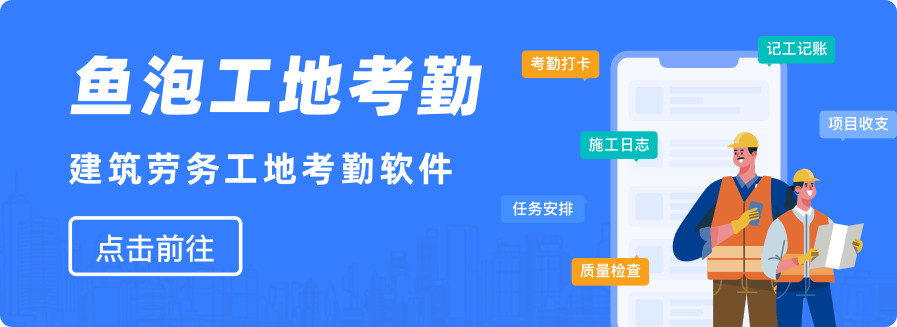 鱼泡工地考勤
建筑劳务工地考勤软件
点击前往
考勤打卡
记工记账
项目收支
施工日志
任务安排
质量检查